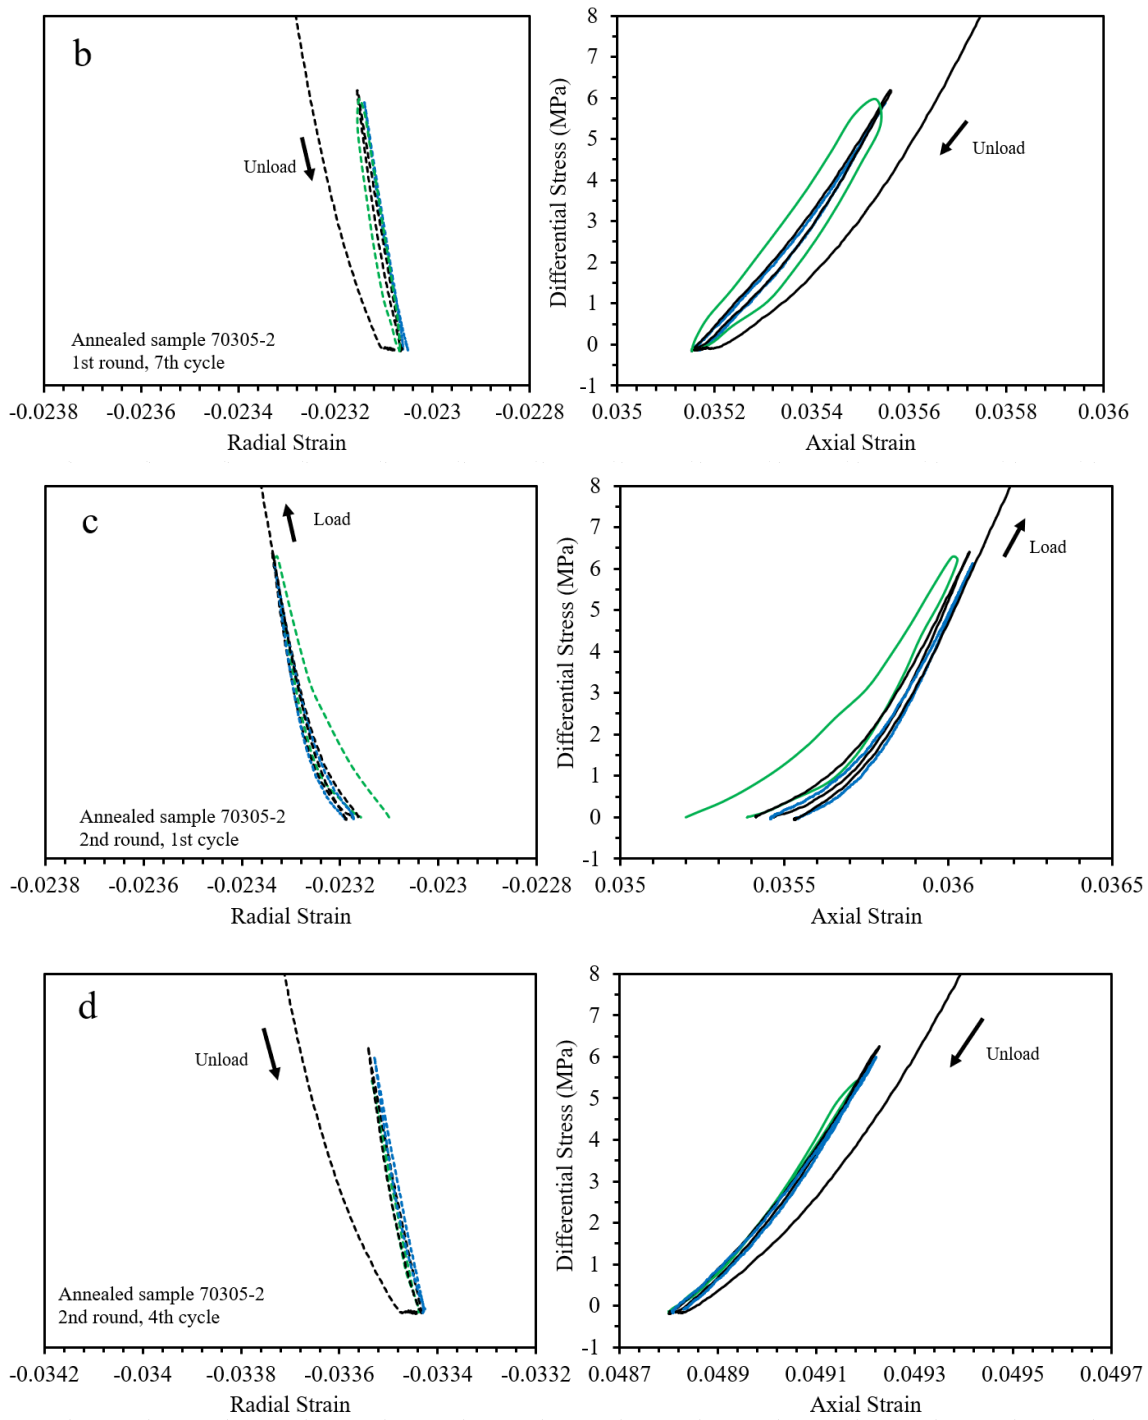 b
Unload
Annealed sample 70305-2
1st round, 7th cycle
-0.0238 -0.0236 -0.0234 -0.0232 -0.023 -0.0228
Radial Strain
Differential Stress (MPa)
8
7
6
5
4
3
2
1
0
-1
Unload
0.035 0.0352 0.0354 0.0356 0.0358 0.036
Axial Strain
c
Load
Annealed sample 70305-2
2nd round, 1st cycle
-0.0238 -0.0236 -0.0234 -0.0232 -0.023 -0.0228
Radial Strain
Differential Stress (MPa)
8
7
6
5
4
3
2
1
0
-1
Load
0.035 0.0355 0.036 0.0365
Axial Strain
d
Unload
Annealed sample 70305-2
2nd round, 4th cycle
-0.0342 -0.034 -0.0338 -0.0336 -0.0334 -0.0332
Radial Strain
Differential Stress (MPa)
8
7
6
5
4
3
2
1
0
-1
Unload
0.0487 0.0489 0.0491 0.0493 0.0495 0.0497
Axial Strain